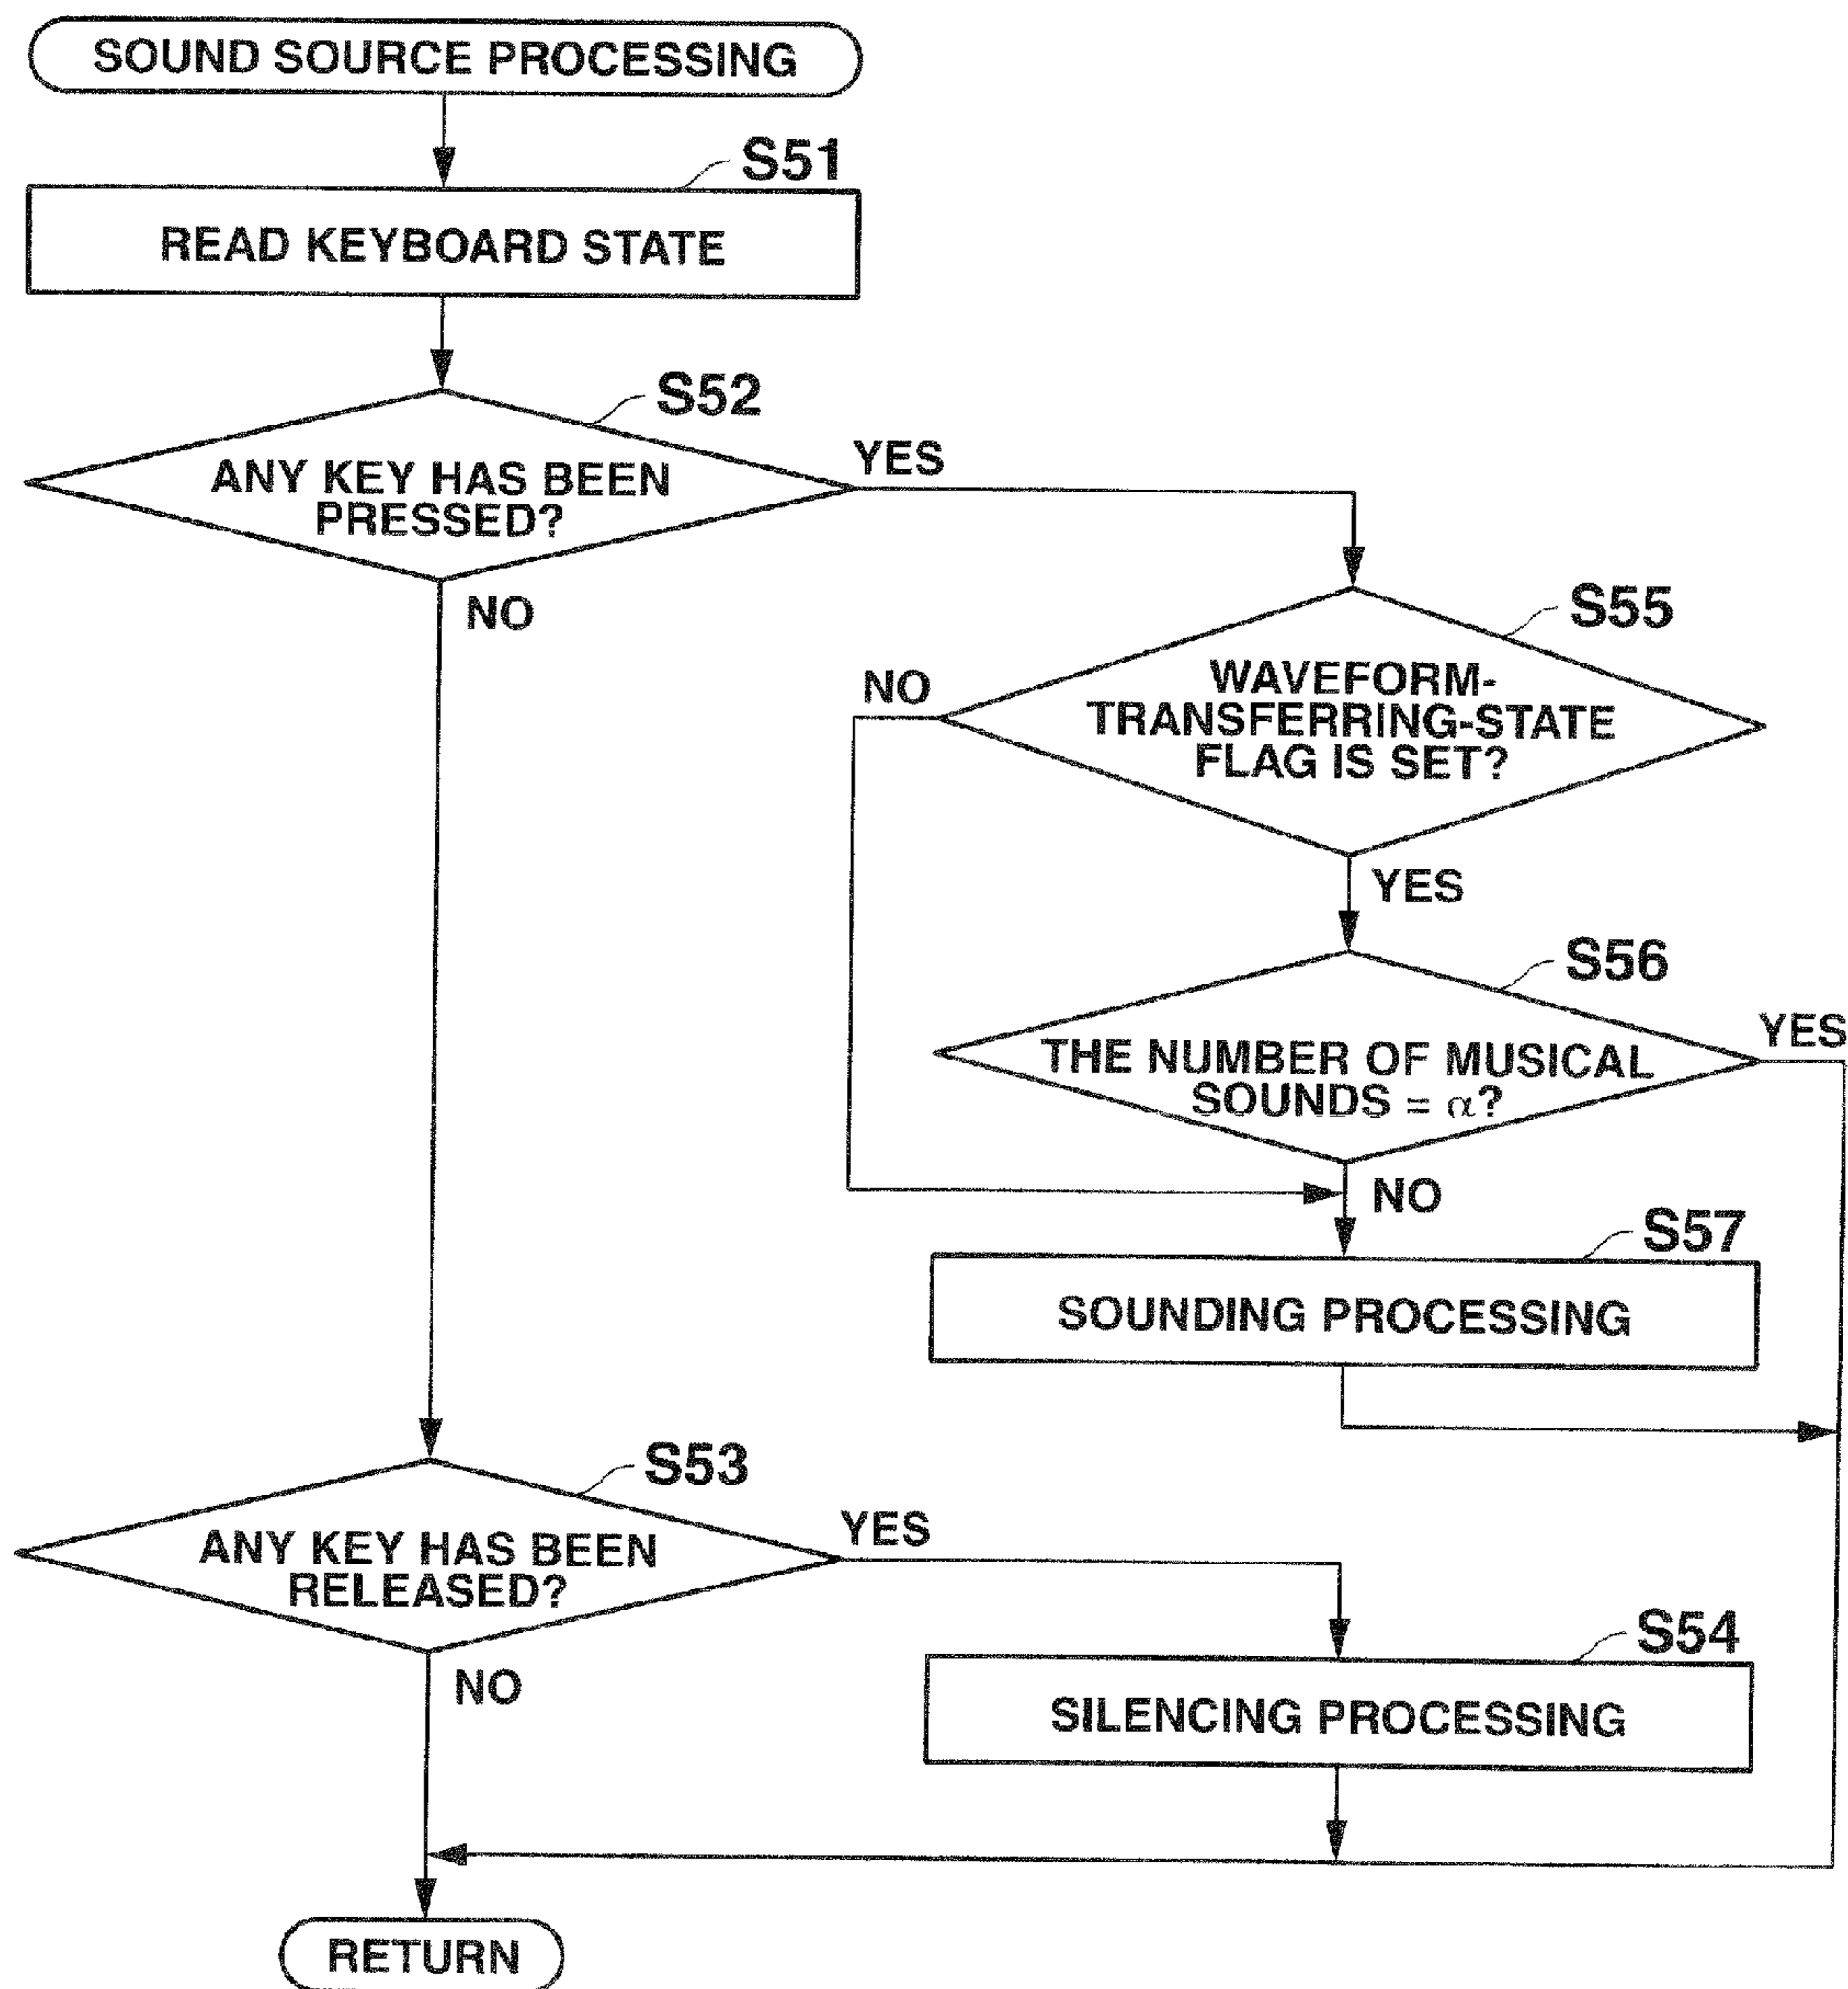 SOUND SOURCE PROCESSING
S51
READ KEYBOARD STATE
S52
ANY KEY HAS BEEN
PRESSED?
YES
NO
S55
WAVEFORM-
TRANSFERRING-STATE
FLAG IS SET?
NO
YES
S56
THE NUMBER OF MUSICAL
SOUNDS = α?
YES
NO
S57
SOUNDING PROCESSING
S53
ANY KEY HAS BEEN
RELEASED?
YES
NO
S54
SILENCING PROCESSING
RETURN